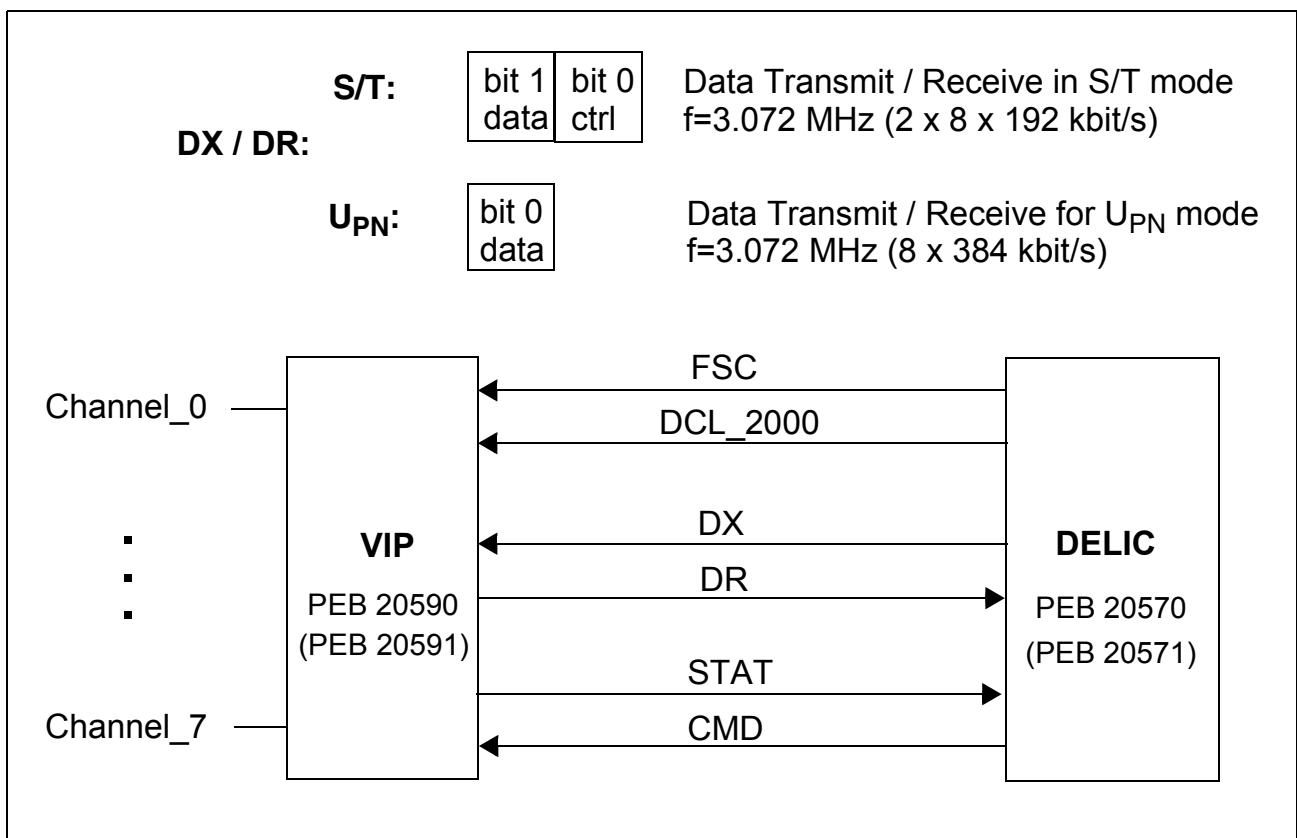 S/T:
bit 1 bit 0
data ctrl
Data Transmit / Receive in S/T mode
f=3.072 MHz (2 x 8 x 192 kbit/s)
DX / DR:
UPN:
bit 0
data
Data Transmit / Receive for UPN mode
f=3.072 MHz (8 x 384 kbit/s)
FSC
Channel_0
DCL_2000
DX
VIP
DELIC
DR
PEB 20590
(PEB 20591)
PEB 20570
(PEB 20571)
STAT
Channel_7
CMD